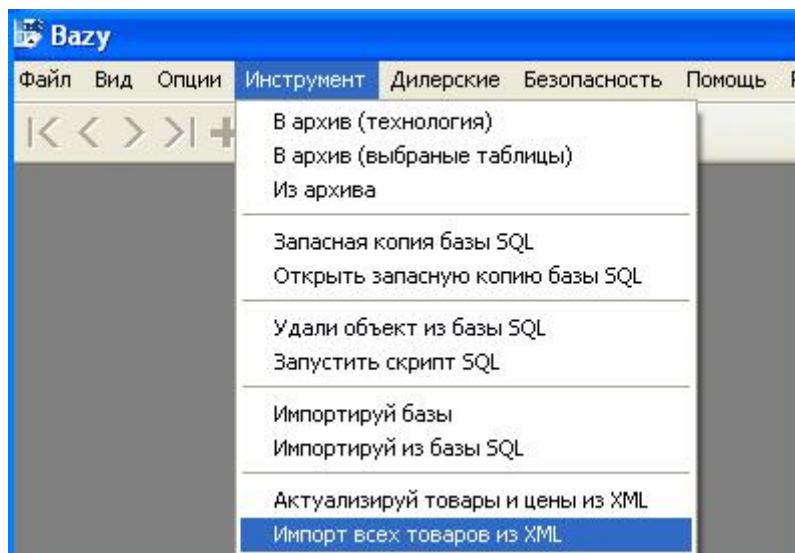 Bazy
Файл Вид Опции Инструмент Дилерские Безопасность Помощь
В архив (технология)
В архив (выбраные таблицы)
Из архива
Запасная копия базы SQL
Открыть запасную копию базы SQL
Удали объект из базы SQL
Запустить скрипт SQL
Импортируй базы
Импортируй из базы SQL
Актуализируй товары и цены из XML
Импорт всех товаров из XML